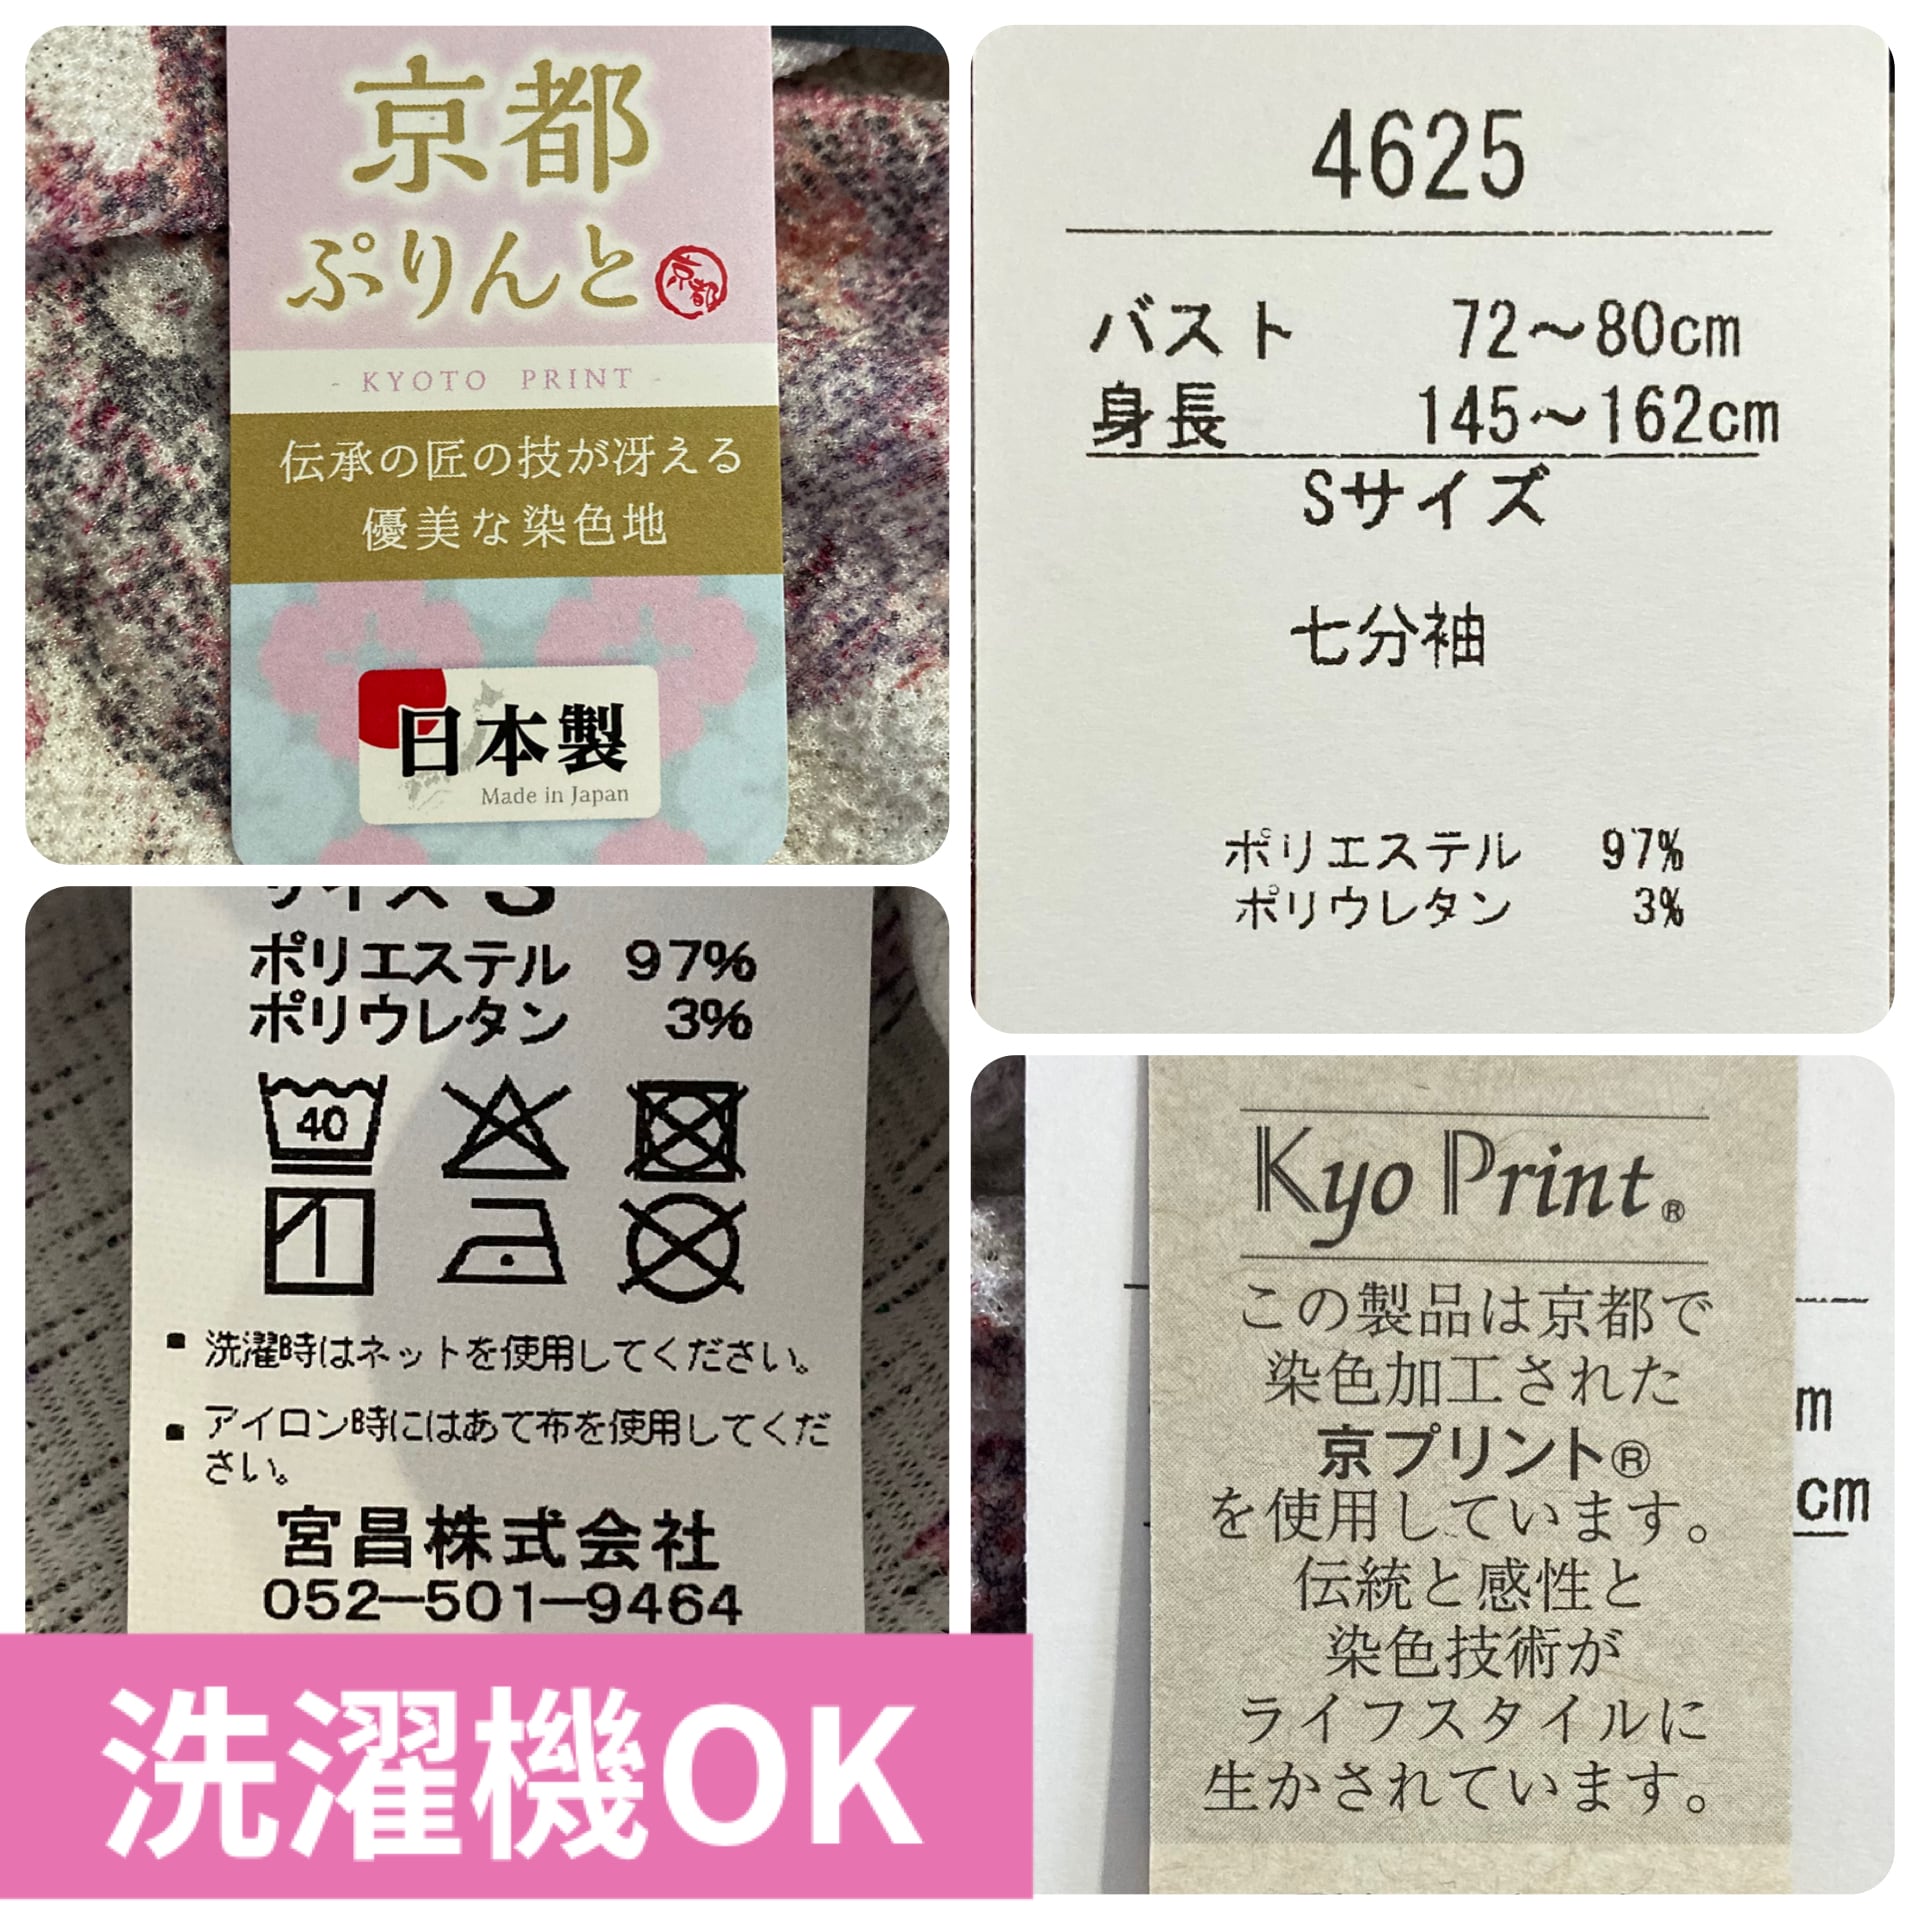 京都
ぷりんと
京都
- KYOTO PRINT -
伝承の匠の技が冴える
優美な染色地
日本製
Made in Japan
4625
バスト 72～80cm
身長 145～162cm
Sサイズ
七分袖
ポリエステル 97%
ポリウレタン 3%
サイズ S
ポリエステル 97%
ポリウレタン 3%
40
洗濯時はネットを使用してください。
アイロン時にはあて布を使用してくだ
さい。
宮昌株式会社
052-501-9464
洗濯機OK
Kyo Print®
この製品は京都で
染色加工された
京プリント®
を使用しています。
伝統と感性と
染色技術が
ライフスタイルに
生かされています。
m
cm